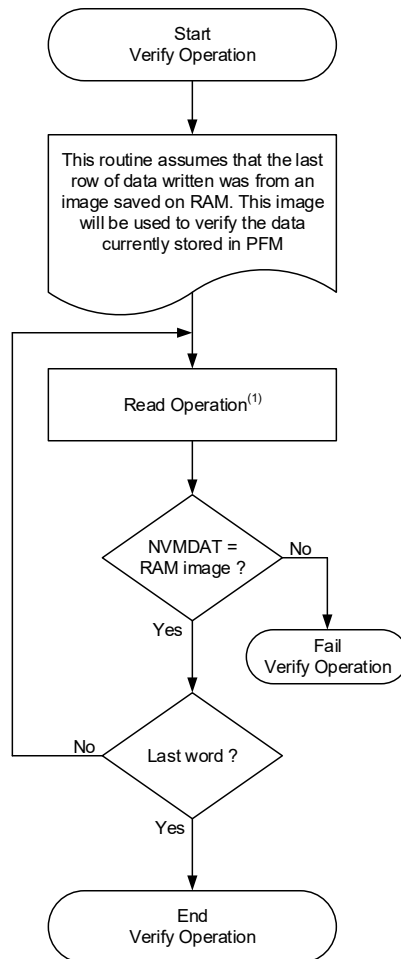 Start
Verify Operation
This routine assumes that the last
row of data written was from an
image saved on RAM. This image
will be used to verify the data
currently stored in PFM
Read Operation(1)
NVMDAT =
RAM image ?
No
Yes
Fail
Verify Operation
No
Last word ?
Yes
End
Verify Operation